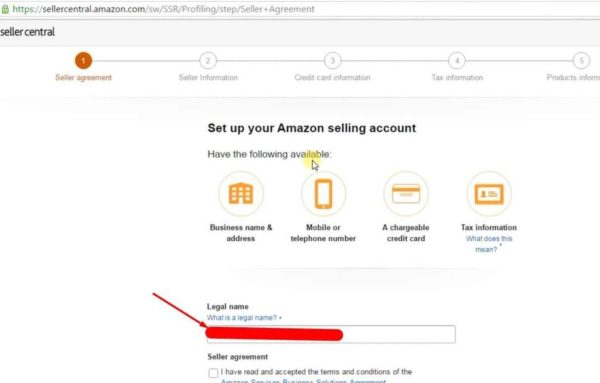 https://sellercentral.amazon.com/sw/SSR/Profiling/step/Seller+Agreement
seller central
1 2 3 4 5
Seller agreement Seller Information Credit card information Tax information Products inform
Set up your Amazon selling account
Have the following available:
Business name & address
Mobile or telephone number
A chargeable credit card
Tax information
What does this mean?
Legal name
What is a legal name?
Seller agreement
I have read and accepted the terms and conditions of the
Amazon Services Business Solutions Agreement